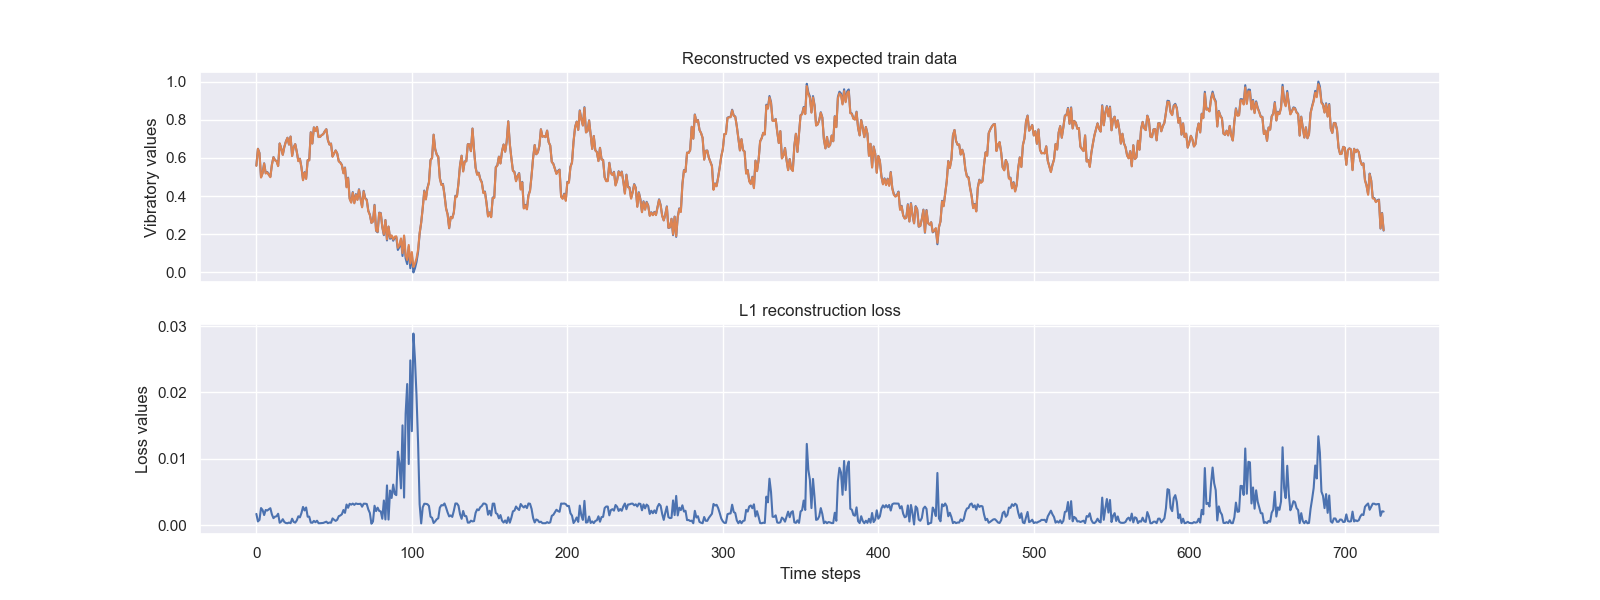 Reconstructed vs expected train data
Vibratory values
1.0
0.8
0.6
0.4
0.2
0.0
L1 reconstruction loss
Loss values
0.03
0.02
0.01
0.00
0 100 200 300 400 500 600 700
Time steps